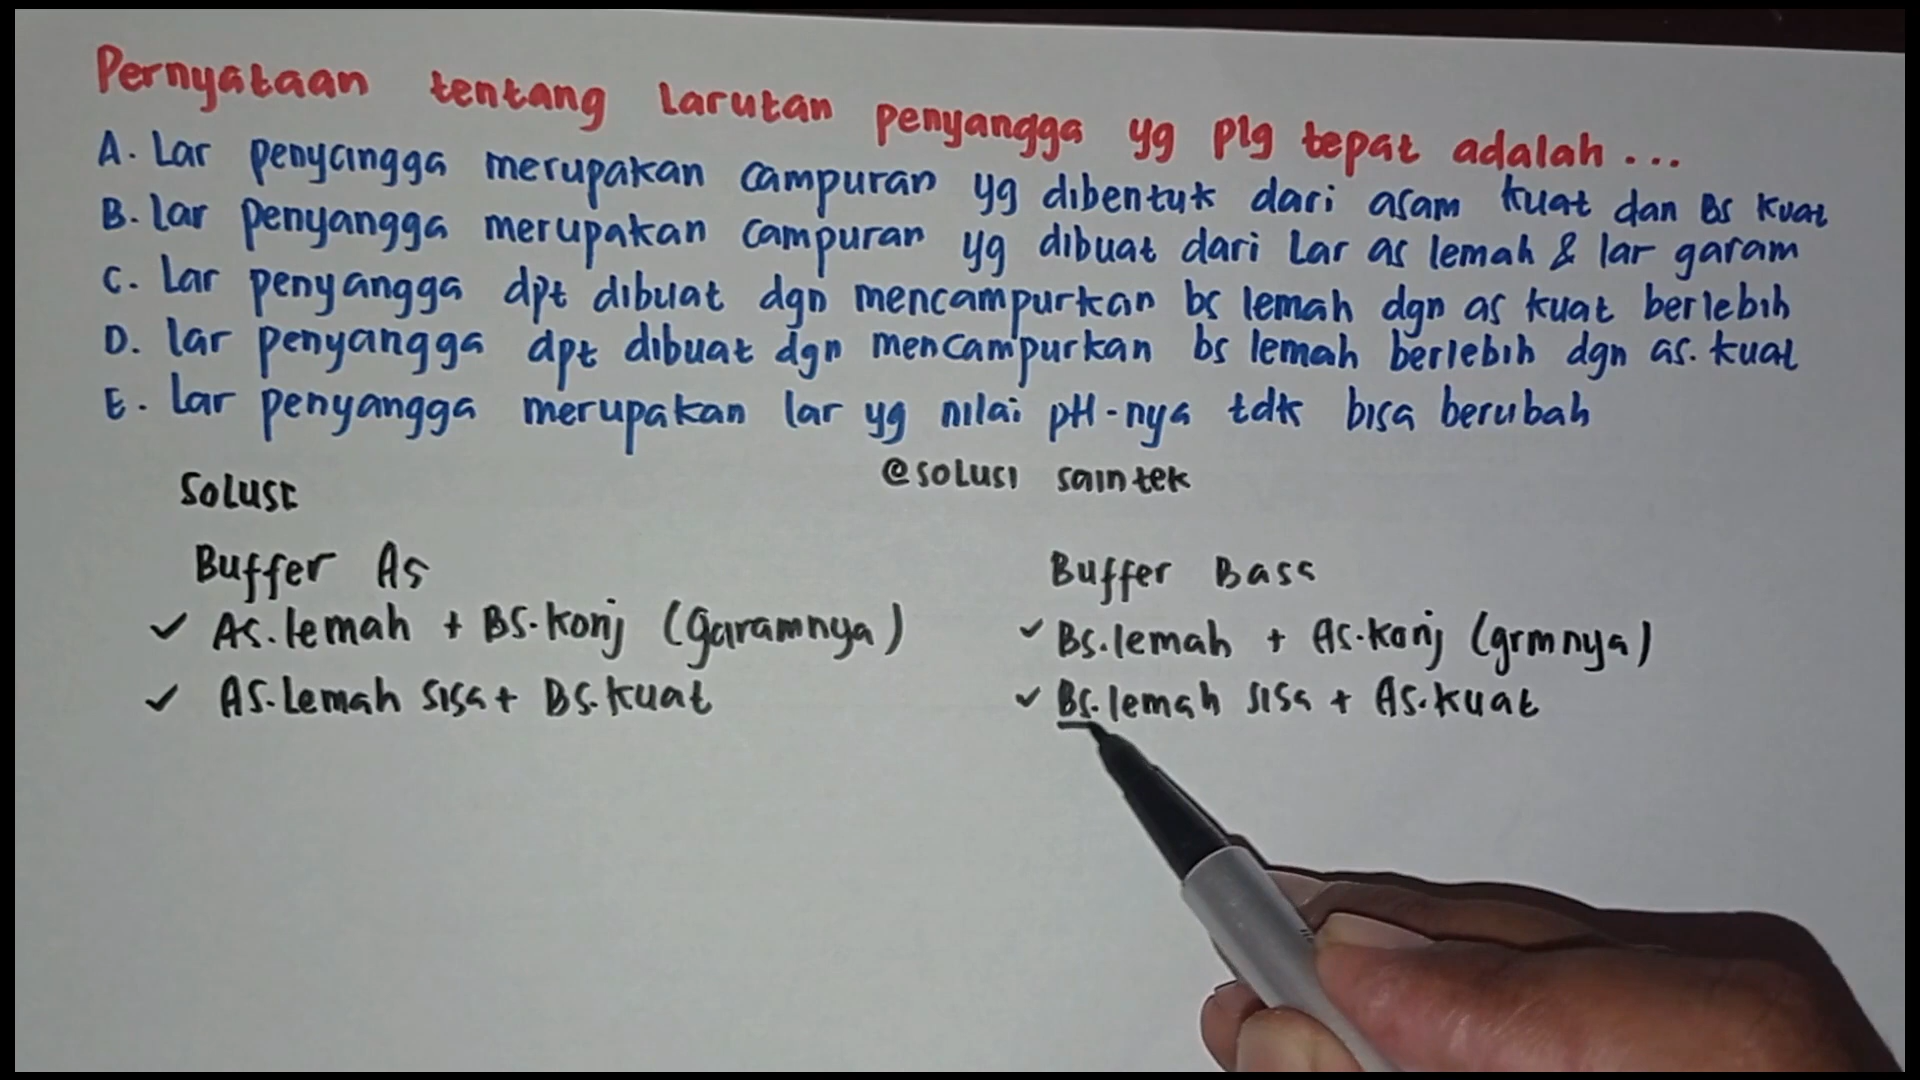 Pernyataan tentang Larutan penyangga yg plg tepat adalah...
A. Lar penyangga merupakan campuran yg dibentuk dari asam kuat dan Bs kuat
B. lar penyangga merupakan campuran yg dibuat dari Lar as lemah & lar garam
C. Lar penyangga dpt dibuat dgn mencampurkan bs lemah dgn as kuat berlebih
D. lar penyangga dpt dibuat dgn mencampurkan bs lemah berlebih dgn as. kuat
E. lar penyangga merupakan lar yg nilai pH-nya tdk bisa berubah
@solusi saintek
SOLUSI
Buffer As
✓ As.lemah + BS.konj (Garamnya)
✓ AS.Lemah sisa + BS.kuat
Buffer Basa
✓ Bs.lemah + As.konj (grmnya)
✓ Bs.lemah sisa + As.kuat